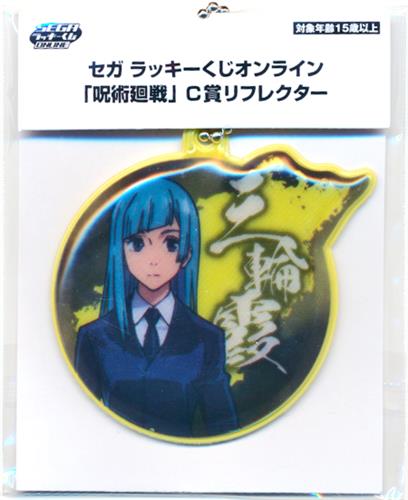 SEGA
ラッキーくじ
ONLINE
対象年齢15歳以上
セガ ラッキーくじオンライン
「呪術廻戦」 C賞リフレクター
三輪霞